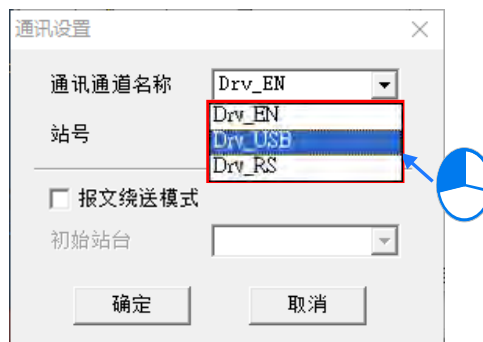 通讯设置
通讯通道名称 Drv_EN
Drv_EN
站号 Drv_USB
Drv_RS
报文绕送模式
初始站台
确定 取消